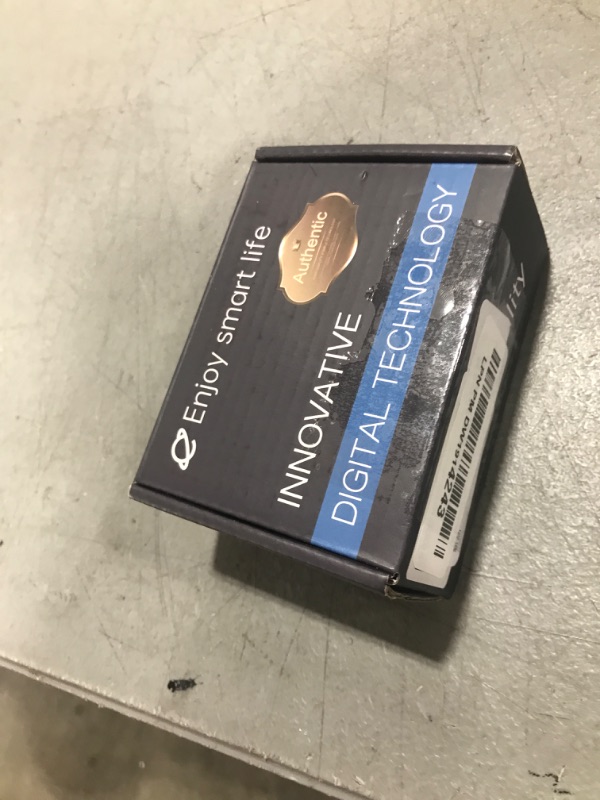 Enjoy smart life
Authentic
INNOVATIVE
DIGITAL TECHNOLOGY